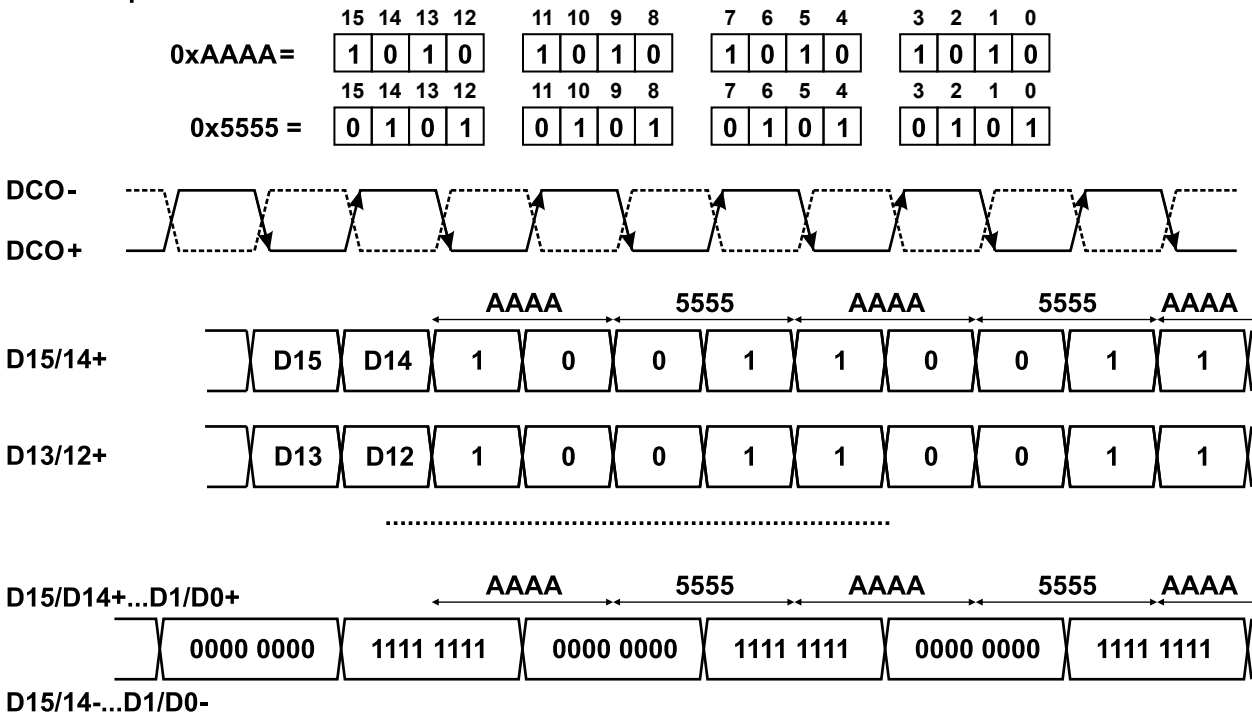 15 14 13 12 11 10 9 8 7 6 5 4 3 2 1 0
0xAAAA= 1 0 1 0 1 0 1 0 1 0 1 0 1 0 1 0
15 14 13 12 11 10 9 8 7 6 5 4 3 2 1 0
0x5555 = 0 1 0 1 0 1 0 1 0 1 0 1 0 1 0 1
DCO-
DCO+
AAAA 5555 AAAA 5555 AAAA
D15/14+ D15 D14 1 0 0 1 1 0 0 1 1
D13/12+ D13 D12 1 0 0 1 1 0 0 1 1
D15/D14+...D1/D0+ AAAA 5555 AAAA 5555 AAAA
0000 0000 1111 1111 0000 0000 1111 1111 0000 0000 1111 1111
D15/14-...D1/D0-